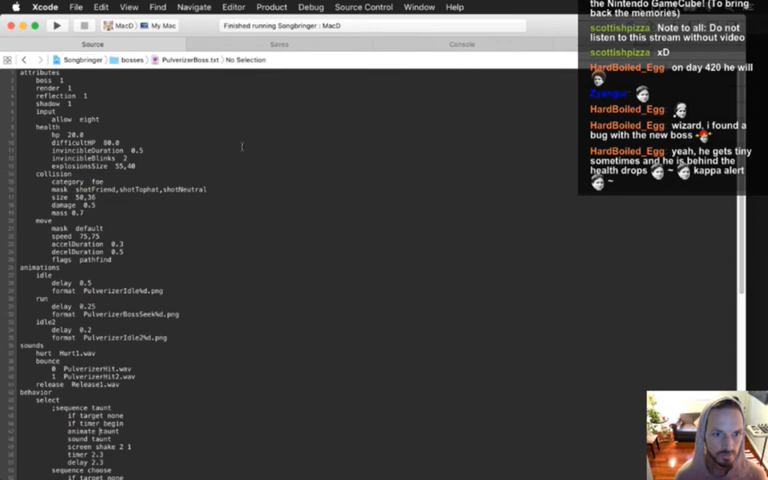 Xcode File Edit View Find Navigate Editor Product Debug Source Control Window Help
MacD My Mac
Finished running Songbringer : MacD
Source
Saves
Console
Songbringer bosses PulverizerBoss.txt No Selection
attributes
boss 1
render 1
reflection 1
shadow 1
input
allow eight
health
hp 20.0
difficultHP 80.0
invincibleDuration 0.5
invincibleBlinks 2
explosionsSize 55,40
collision
category foe
mask shotFriend,shotTophat,shotNeutral
size 50,36
damage 0.5
mass 0.7
move
mask default
speed 75,75
accelDuration 0.3
decelDuration 0.5
flags pathfind
animations
idle
delay 0.5
format PulverizerIdle%d.png
run
delay 0.25
format PulverizerBossSeek%d.png
idle2
delay 0.2
format PulverizerIdle2%d.png
sounds
hurt Hurt1.wav
bounce
0 PulverizerHit.wav
1 PulverizerHit2.wav
release Release1.wav
behavior
select
;sequence taunt
if target none
if timer begin
animate taunt
sound taunt
screen shake 2 1
timer 2.3
delay 2.3
sequence choose
if target none
the Nintendo GameCube! (To bring
back the memories)
scottishpizza Note to all: Do not
listen to this stream without video
scottishpizza xD
HardBoiled_Egg on day 420 he will
HardBoiled_Egg
HardBoiled_Egg wizard, i found a
bug with the new boss
HardBoiled_Egg yeah, he gets tiny
sometimes and he is behind the
health drops ~ kappa alert
~